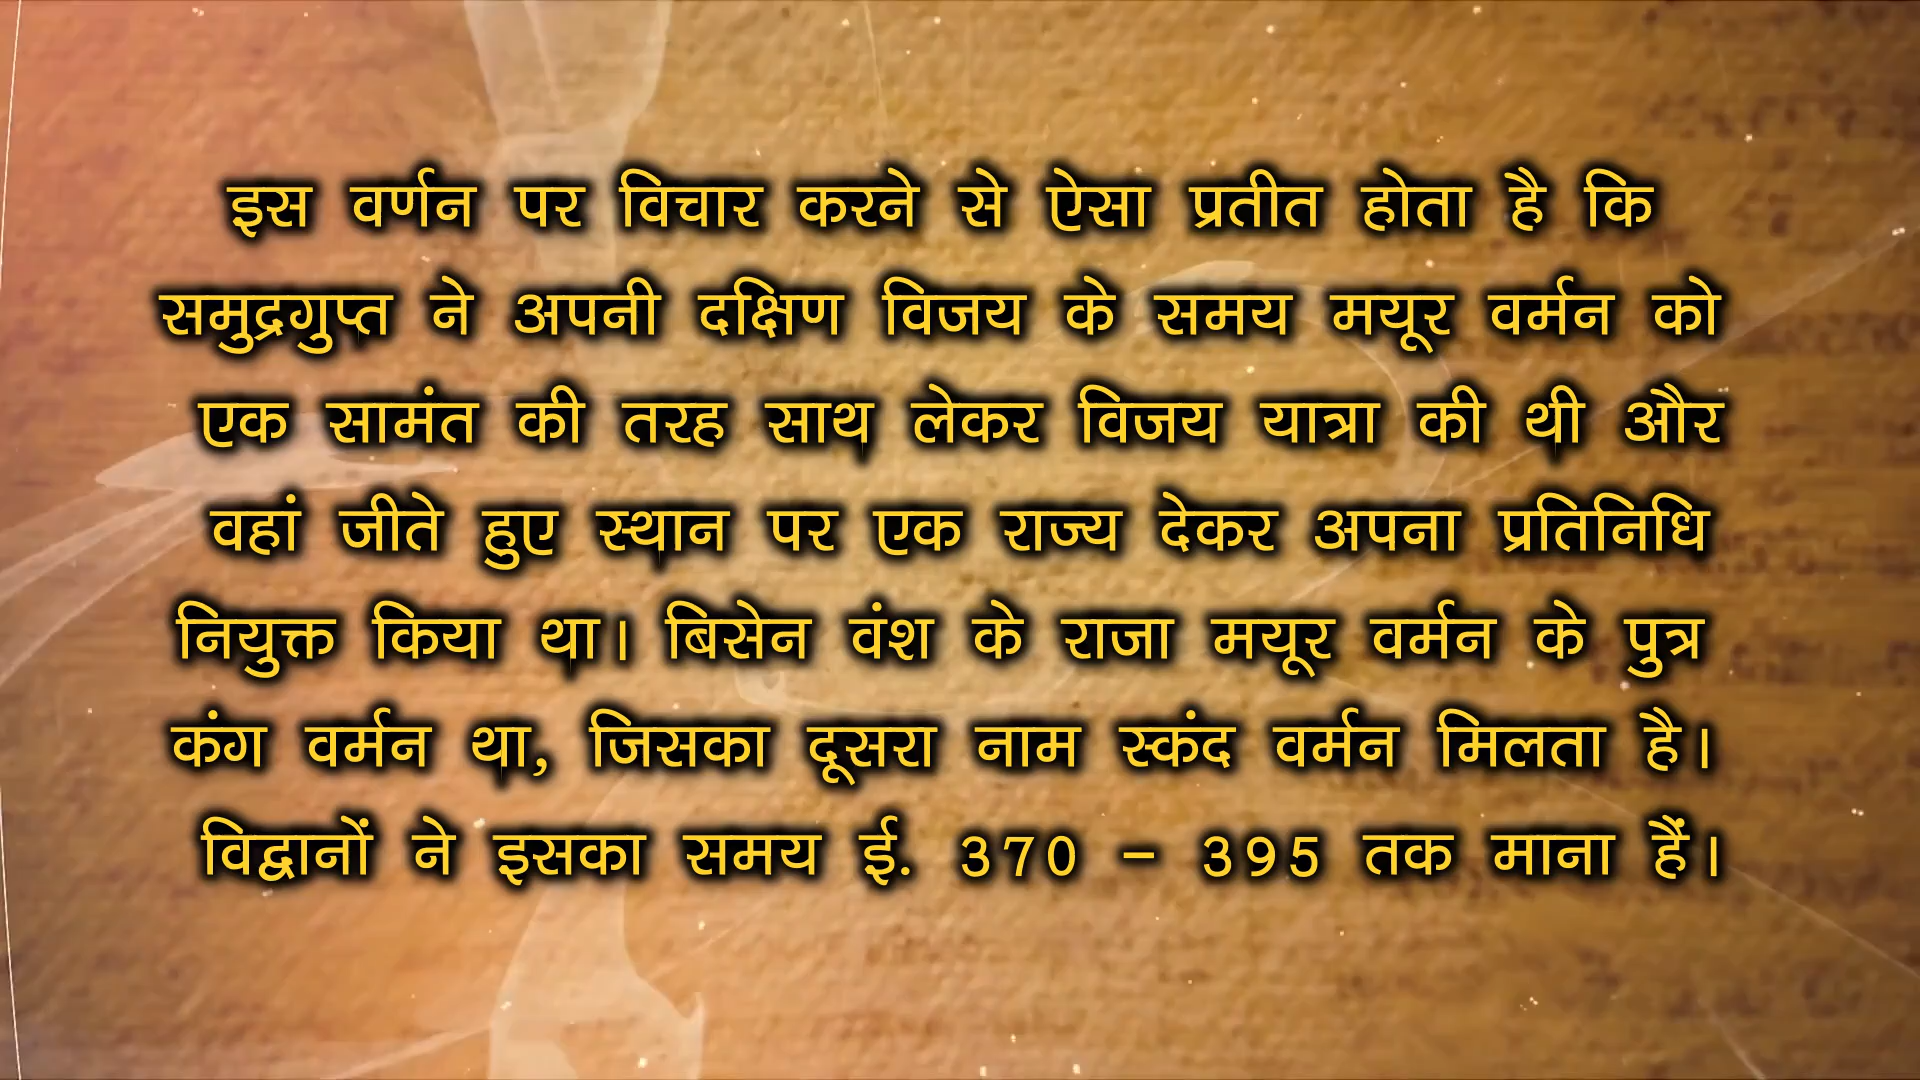 इस वर्णन पर विचार करने से ऐसा प्रतीत होता है कि
समुद्रगुप्त ने अपनी दक्षिण विजय के समय मयूर वर्मन को
एक सामंत की तरह साथ लेकर विजय यात्रा की थी और
वहां जीते हुए स्थान पर एक राज्य देकर अपना प्रतिनिधि
नियुक्त किया था। बिसेन वंश के राजा मयूर वर्मन के पुत्र
कंग वर्मन था, जिसका दूसरा नाम स्कंद वर्मन मिलता है।
विद्वानों ने इसका समय ई. 370 – 395 तक माना हैं।